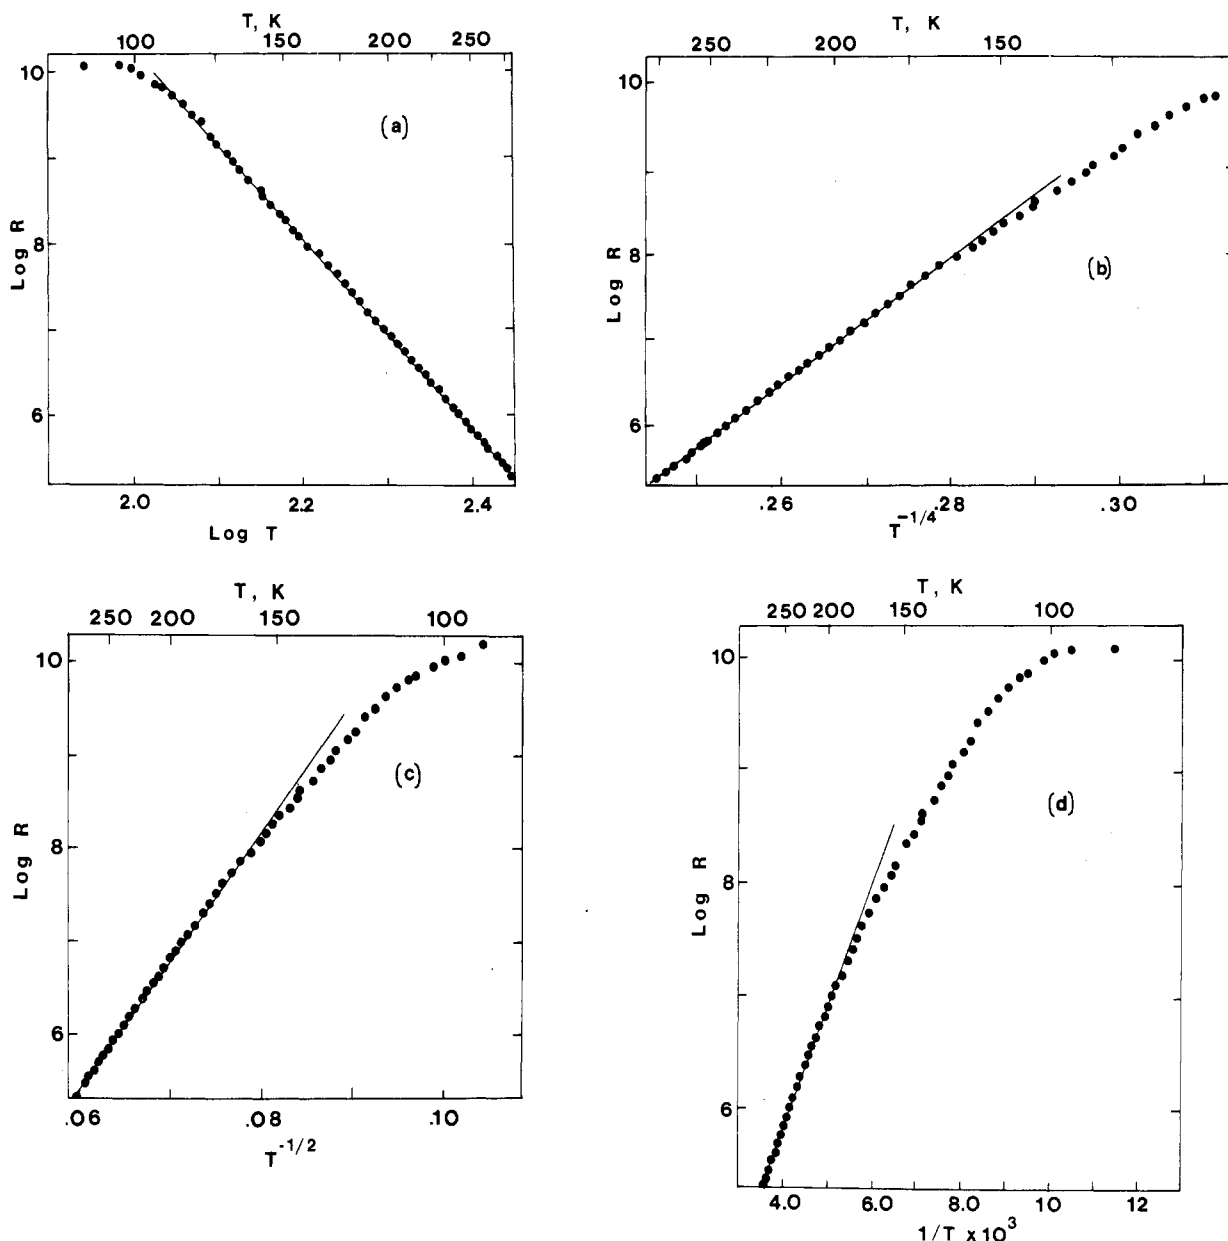 T, K
100 150 200 250
10
8
6
Log R
(a)
2.0 2.2 2.4
Log T
T, K
250 200 150
10
8
6
Log R
(b)
.26 .28 .30
T^-1/4
T, K
250 200 150 100
10
8
6
Log R
(c)
.06 .08 .10
T^-1/2
T, K
250 200 150 100
10
8
6
Log R
(d)
4.0 6.0 8.0 10 12
1/T ×10^3